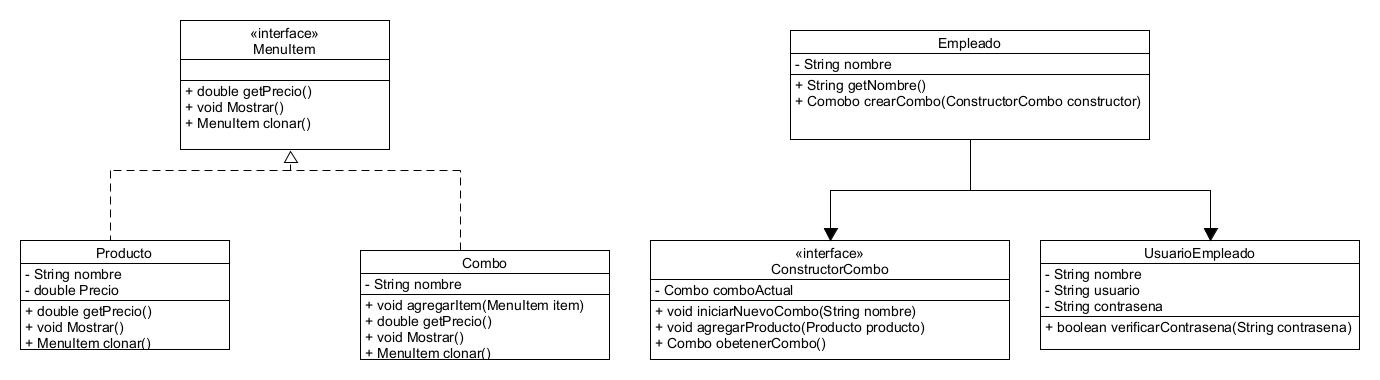 «interface»
MenuItem
+ double getPrecio()
+ void Mostrar()
+ MenuItem clonar()
Producto
- String nombre
- double Precio
+ double getPrecio()
+ void Mostrar()
+ MenuItem clonar()
Combo
- String nombre
+ void agregarItem(MenuItem item)
+ double getPrecio()
+ void Mostrar()
+ MenuItem clonar()
Empleado
- String nombre
+ String getNombre()
+ Comobo crearCombo(ConstructorCombo constructor)
«interface»
ConstructorCombo
- Combo comboActual
+ void iniciarNuevoCombo(String nombre)
+ void agregarProducto(Producto producto)
+ Combo obetenerCombo()
UsuarioEmpleado
- String nombre
- String usuario
- String contrasena
+ boolean verificarContrasena(String contrasena)